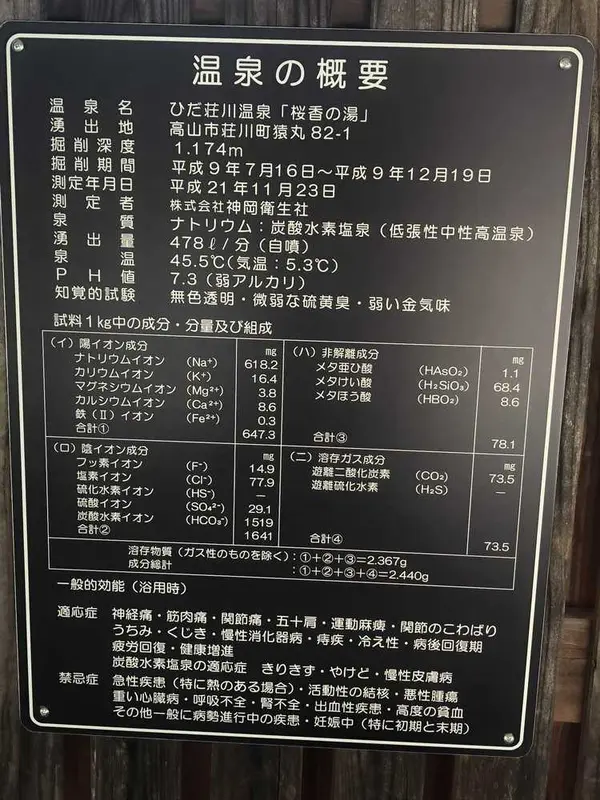 温泉の概要
温泉名 ひだ荘川温泉「桜香の湯」
湧出地 高山市荘川町猿丸82-1
掘削深度 1.174m
掘削期間 平成9年7月16日〜平成9年12月19日
測定年月日 平成21年11月23日
測定者 株式会社神岡衛生社
泉質 ナトリウム：炭酸水素塩泉（低張性中性高温泉）
湧出量 478ℓ/分（自噴）
泉温 45.5℃(気温：5.3℃)
PH値 7.3（弱アルカリ）
知覚的試験 無色透明・微弱な硫黄臭・弱い金気味
試料1kg中の成分・分量及び組成
（イ）陽イオン成分 mg
ナトリウムイオン (Na⁺) 618.2
カリウムイオン (K⁺) 16.4
マグネシウムイオン (Mg²⁺) 3.8
カルシウムイオン (Ca²⁺) 8.6
鉄（Ⅱ）イオン (Fe²⁺) 0.3
合計① 647.3
（ロ）陰イオン成分 mg
フッ素イオン (F⁻) 14.9
塩素イオン (Cl⁻) 77.9
硫化水素イオン (HS⁻) −
硫酸イオン (SO₄²⁻) 29.1
炭酸水素イオン (HCO₃⁻) 1519
合計② 1641
（ハ）非解離成分 mg
メタ亜ひ酸 (HAsO₂) 1.1
メタけい酸 (H₂SiO₃) 68.4
メタほう酸 (HBO₂) 8.6
合計③ 78.1
（ニ）溶存ガス成分 mg
遊離二酸化炭素 (CO₂) 73.5
遊離硫化水素 (H₂S) −
合計④ 73.5
溶存物質（ガス性のものを除く）：①+②+③=2.367g
成分総計 ：①+②+③+④=2.440g
一般的効能（浴用時）
適応症 神経痛・筋肉痛・関節痛・五十肩・運動麻痺・関節のこわばり
うちみ・くじき・慢性消化器病・痔疾・冷え性・病後回復期
疲労回復・健康増進
炭酸水素塩泉の適応症 きりきず・やけど・慢性皮膚病
禁忌症 急性疾患（特に熱のある場合）・活動性の結核・悪性腫瘍
重い心臓病・呼吸不全・腎不全・出血性疾患・高度の貧血
その他一般に病勢進行中の疾患・妊娠中（特に初期と末期）